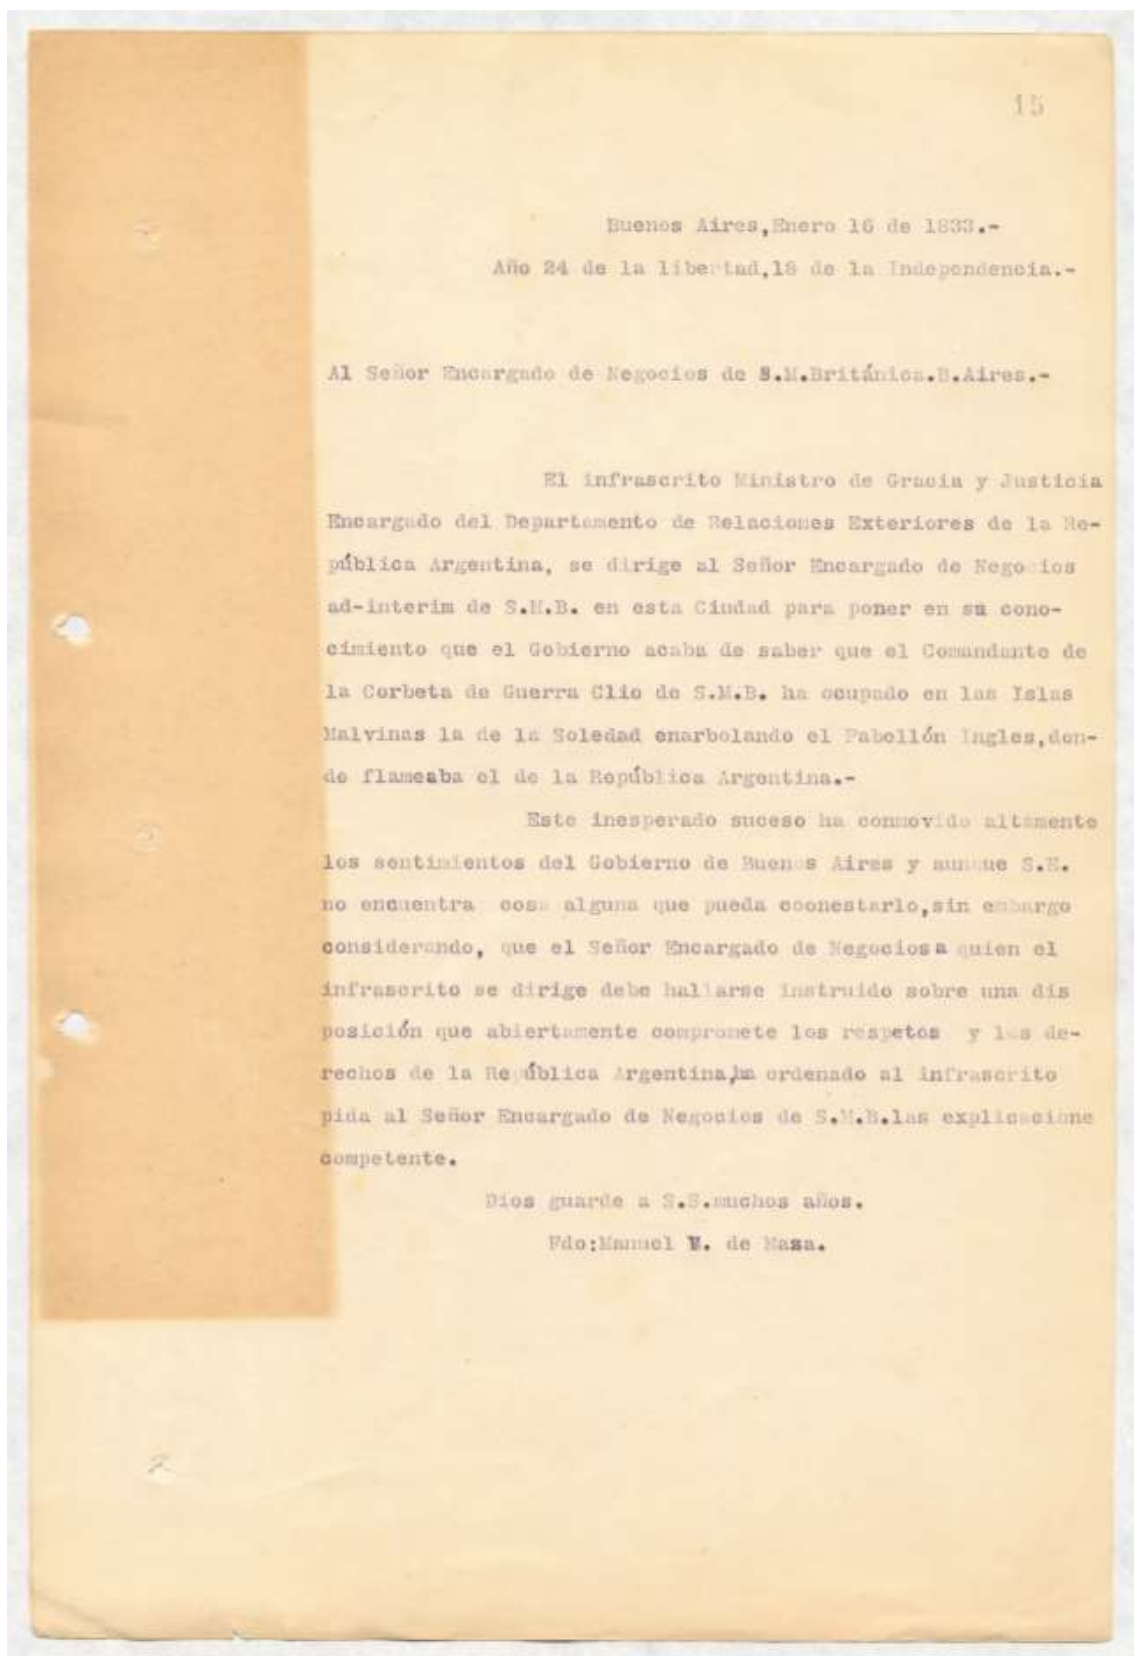 15
Buenos Aires,Enero 16 de 1833.-
Año 24 de la libertad,18 de la Independencia.-
Al Señor Encargado de Negocios de S.M.Británica.B.Aires.-
El infrascrito Ministro de Gracia y Justicia
Encargado del Departamento de Relaciones Exteriores de la Re-
pública Argentina, se dirige al Señor Encargado de Negocios
ad-interim de S.M.B. en esta Ciudad para poner en su cono-
cimiento que el Gobierno acaba de saber que el Comandante de
la Corbeta de Guerra Clio de S.M.B. ha ocupado en las Islas
Malvinas la de la Soledad enarbolando el Pabellón Ingles,don-
de flameaba el de la República Argentina.-
Este inesperado suceso ha conmovido altamente
los sentimientos del Gobierno de Buenos Aires y aunque S.E.
no encuentra cosa alguna que pueda coonestarlo,sin embargo
considerando, que el Señor Encargado de Negocios a quien el
infrascrito se dirige debe hallarse instruido sobre una dis
posición que abiertamente compromete los respetos y los de-
rechos de la República Argentina,ha ordenado al infrascrito
pida al Señor Encargado de Negocios de S.M.B.las explicacione
competente.
Dios guarde a S.S.muchos años.
Fdo:Manuel V. de Maza.